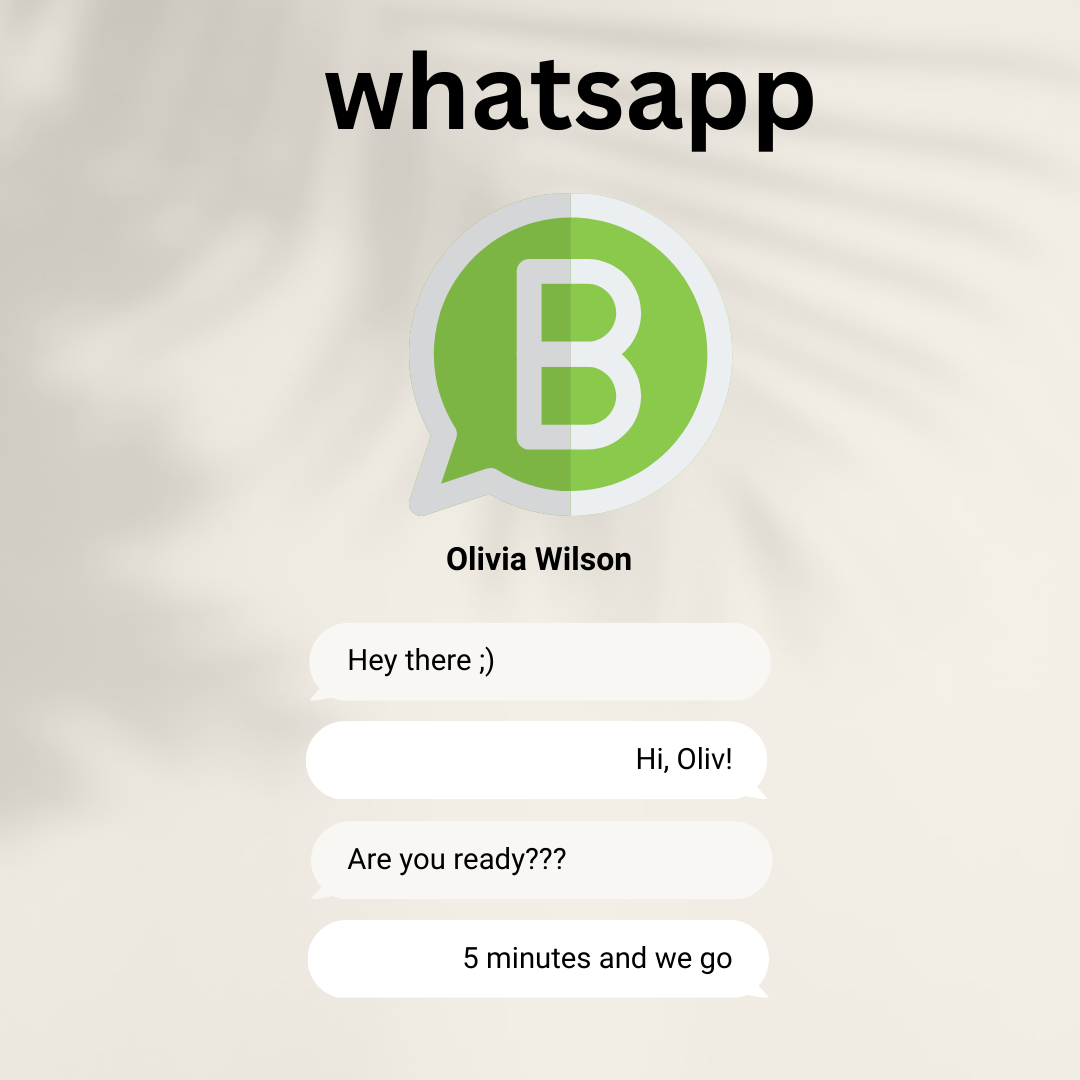 whatsapp
B
Olivia Wilson
Hey there ;)
Hi, Oliv!
Are you ready???
5 minutes and we go